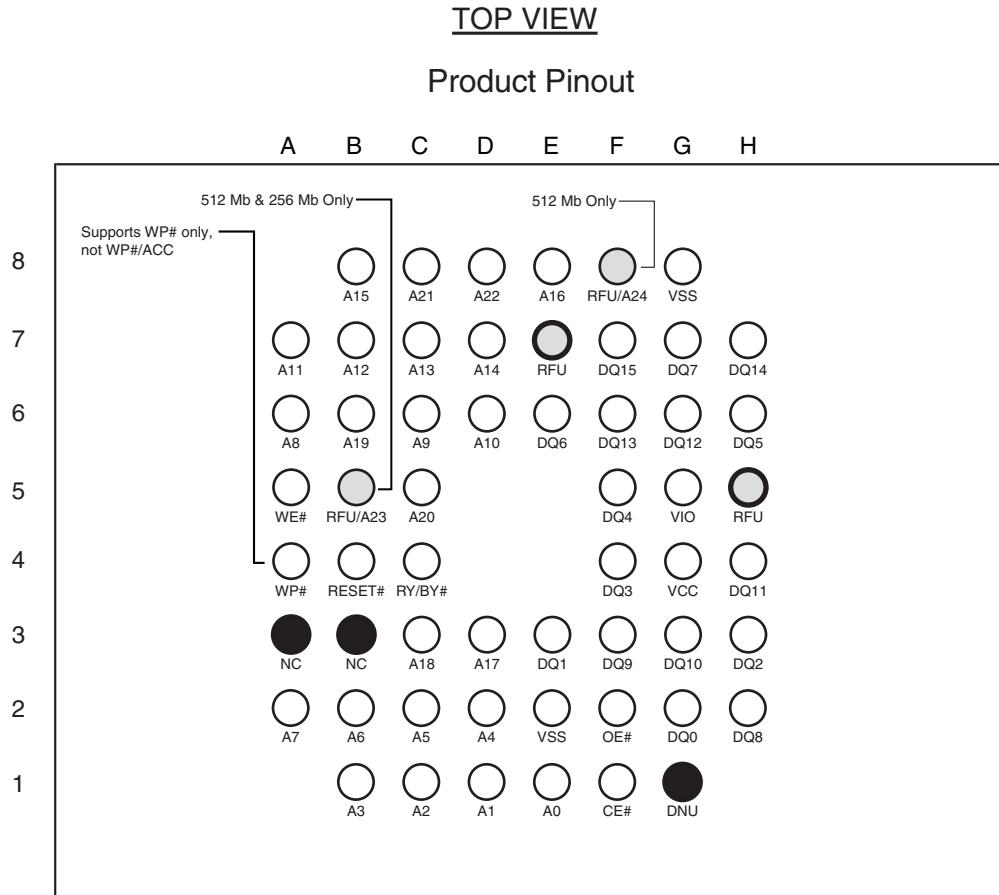 TOP VIEW
Product Pinout
A B C D E F G H
512 Mb & 256 Mb Only
512 Mb Only
Supports WP# only,
not WP#/ACC
8
A15 A21 A22 A16 RFU/A24 VSS
7
A11 A12 A13 A14 RFU DQ15 DQ7 DQ14
6
A8 A19 A9 A10 DQ6 DQ13 DQ12 DQ5
5
WE# RFU/A23 A20 DQ4 VIO RFU
4
WP# RESET# RY/BY# DQ3 VCC DQ11
3
NC NC A18 A17 DQ1 DQ9 DQ10 DQ2
2
A7 A6 A5 A4 VSS OE# DQ0 DQ8
1
A3 A2 A1 A0 CE# DNU